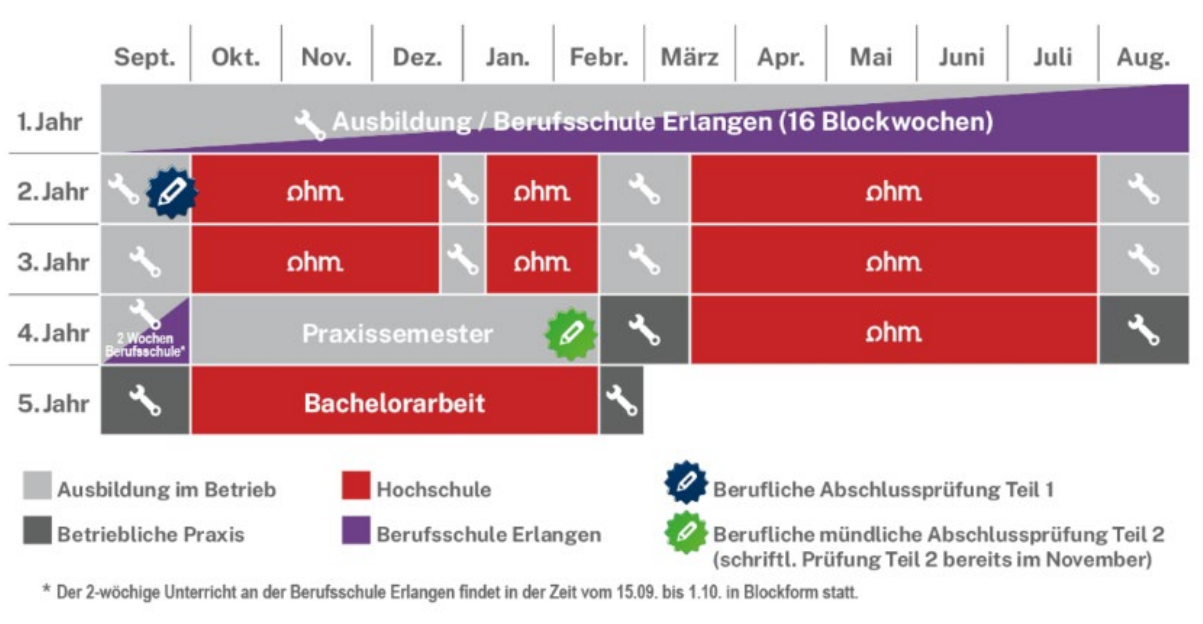 Sept. Okt. Nov. Dez. Jan. Febr. März Apr. Mai Juni Juli Aug.
1. Jahr Ausbildung / Berufsschule Erlangen (16 Blockwochen)
2. Jahr ohm ohm ohm
3. Jahr ohm ohm ohm
4. Jahr 2 Wochen Berufsschule* Praxissemester ohm
5. Jahr Bachelorarbeit
Ausbildung im Betrieb Hochschule Berufliche Abschlussprüfung Teil 1
Betriebliche Praxis Berufsschule Erlangen Berufliche mündliche Abschlussprüfung Teil 2
(schriftl. Prüfung Teil 2 bereits im November)
* Der 2-wöchige Unterricht an der Berufsschule Erlangen findet in der Zeit vom 15.09. bis 1.10. in Blockform statt.